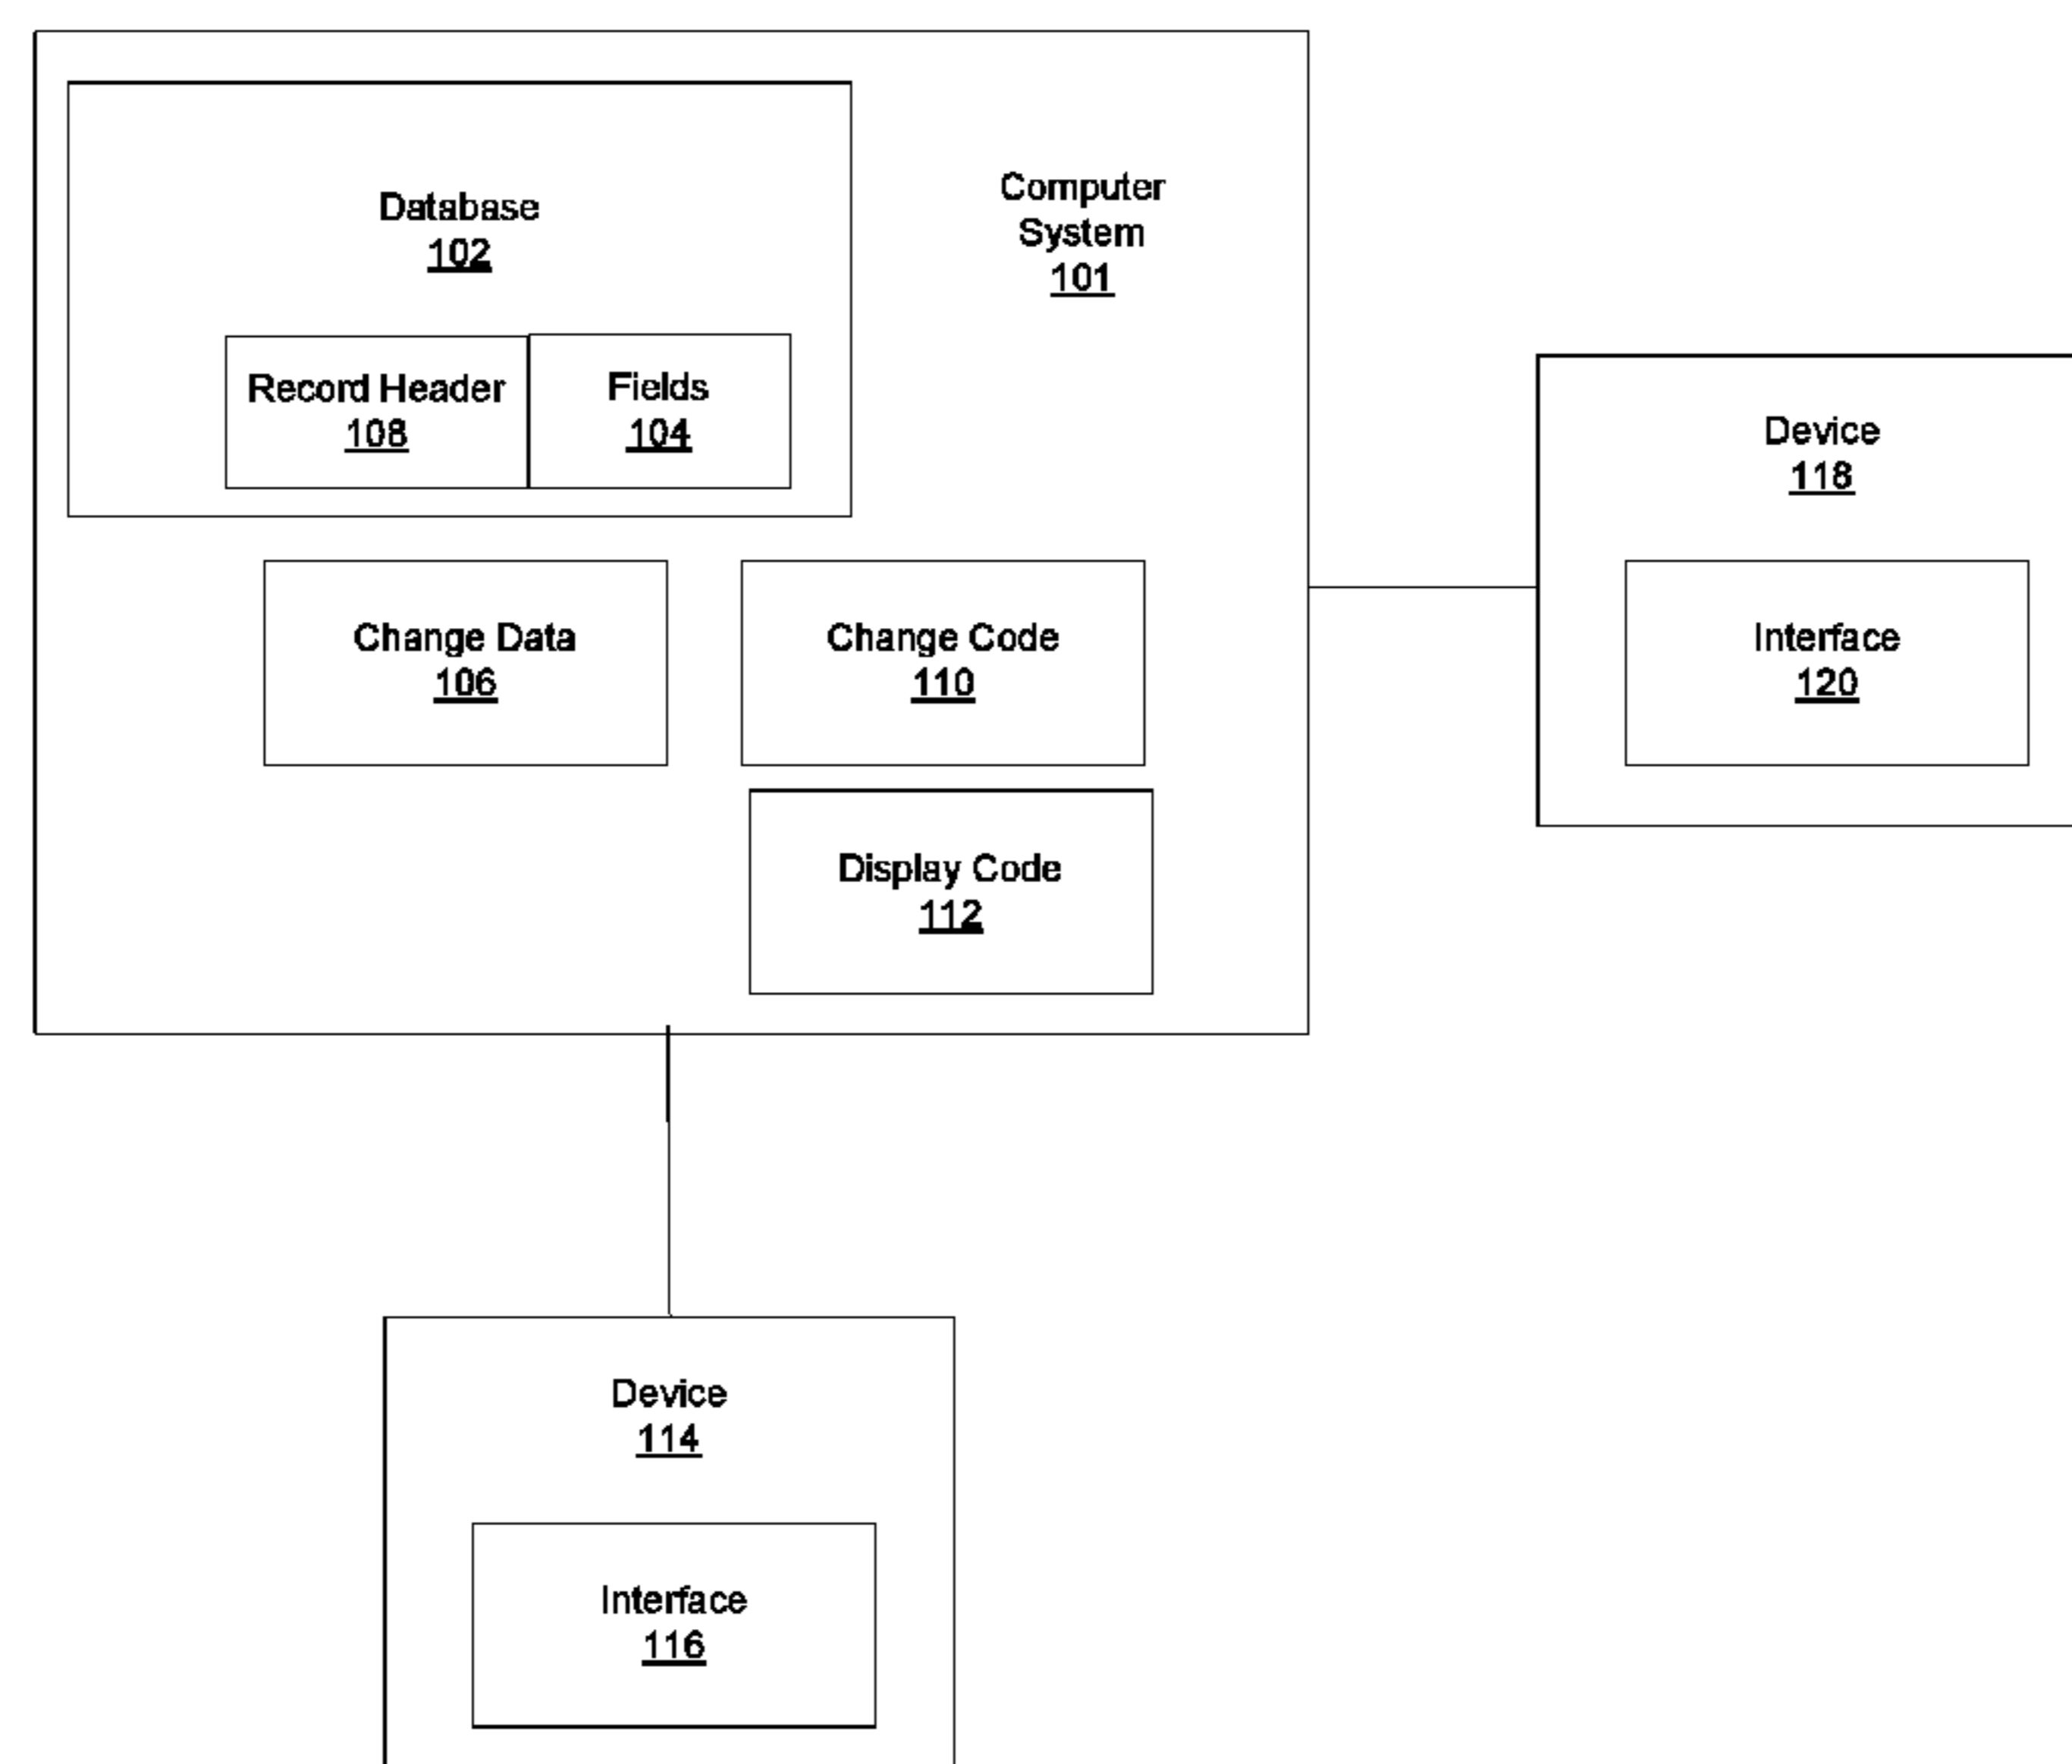 Database
102
Computer
System
101
Record Header
108
Fields
104
Device
118
Change Data
106
Change Code
110
Interface
120
Display Code
112
Device
114
Interface
116